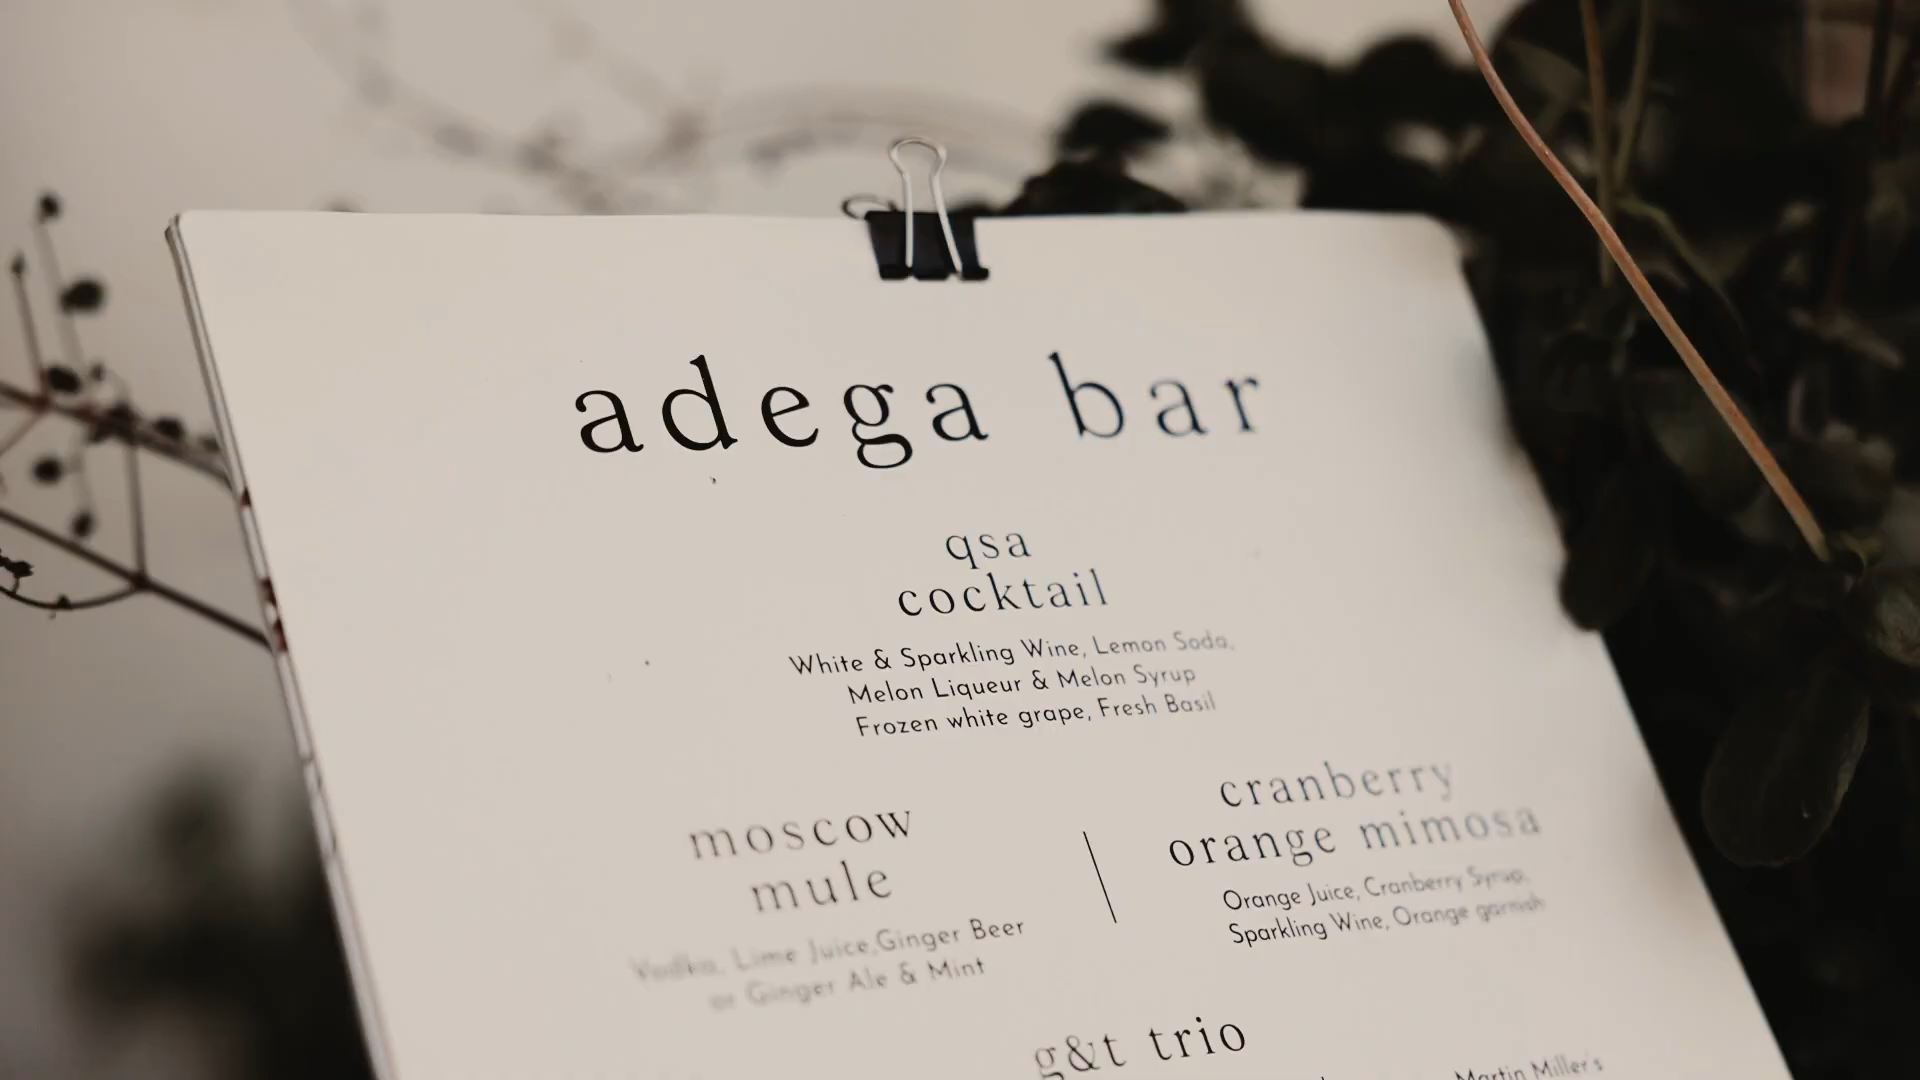 adega bar
qsa
cocktail
White & Sparkling Wine, Lemon Soda,
Melon Liqueur & Melon Syrup
Frozen white grape, Fresh Basil
moscow
mule
Vodka, Lime Juice,Ginger Beer
or Ginger Ale & Mint
cranberry
orange mimosa
Orange Juice, Cranberry Syrup,
Sparkling Wine, Orange garnish
g&t trio
Martin Miller's